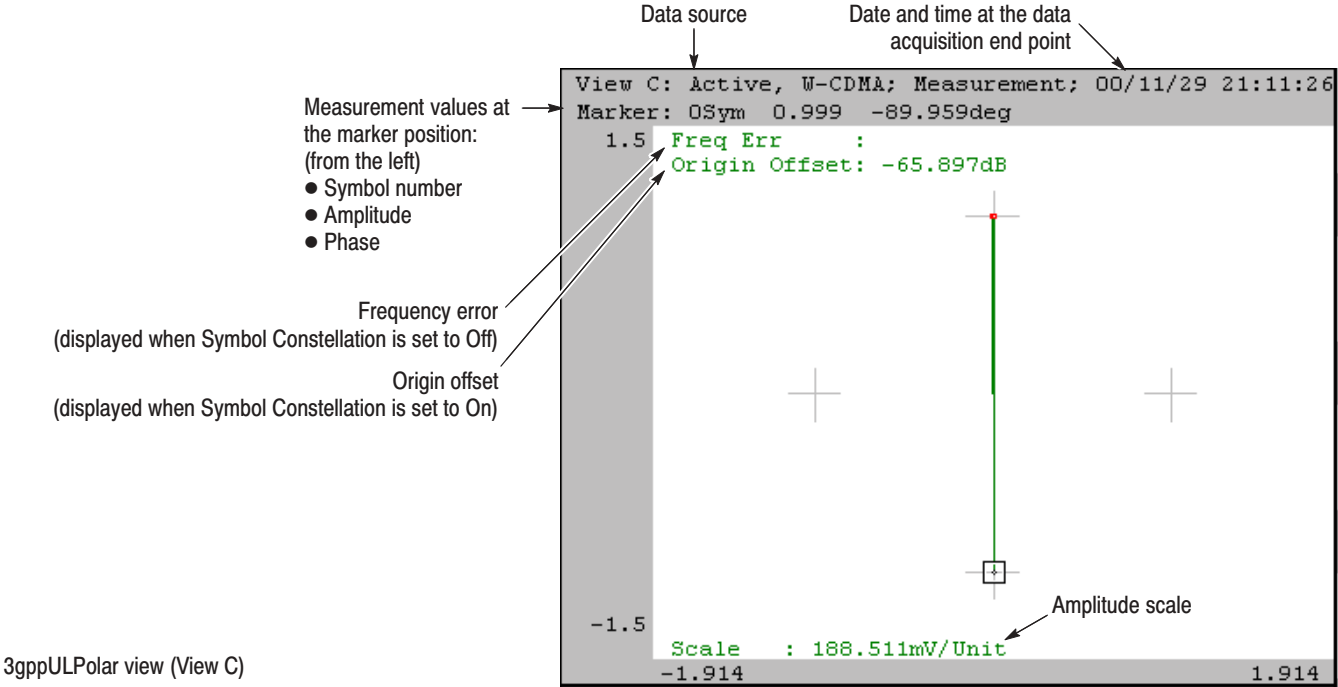 Data source
Date and time at the data
acquisition end point
View C: Active, W-CDMA; Measurement; 00/11/29 21:11:26
Marker: 0Sym 0.999 -89.959deg
Measurement values at
the marker position:
(from the left)
● Symbol number
● Amplitude
● Phase
1.5
Freq Err :
Origin Offset: -65.897dB
Frequency error
(displayed when Symbol Constellation is set to Off)
Origin offset
(displayed when Symbol Constellation is set to On)
Amplitude scale
-1.5
Scale : 188.511mV/Unit
-1.914
1.914
3gppULPolar view (View C)